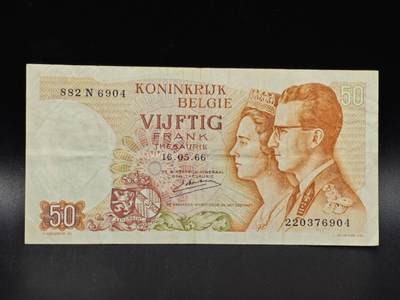 882 N 6904
KONINKRIJK
BELGIE
50
VIJFTIG
FRANK
THESAURIE
16.05.66
50
220376904